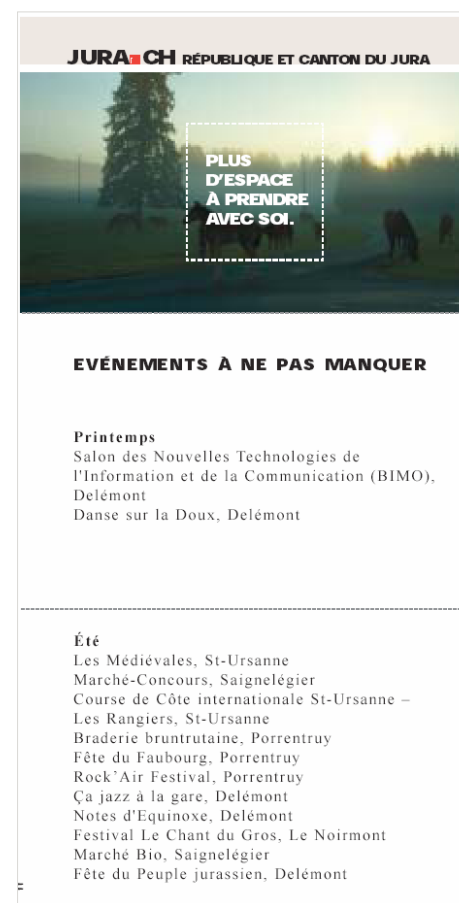 JURA.CH RÉPUBLIQUE ET CANTON DU JURA
PLUS
D'ESPACE
À PRENDRE
AVEC SOI.
EVÉNEMENTS À NE PAS MANQUER
Printemps
Salon des Nouvelles Technologies de
l'Information et de la Communication (BIMO),
Delémont
Danse sur la Doux, Delémont
Été
Les Médiévales, St-Ursanne
Marché-Concours, Saignelégier
Course de Côte internationale St-Ursanne –
Les Rangiers, St-Ursanne
Braderie bruntrutaine, Porrentruy
Fête du Faubourg, Porrentruy
Rock’Air Festival, Porrentruy
Ça jazz à la gare, Delémont
Notes d'Equinoxe, Delémont
Festival Le Chant du Gros, Le Noirmont
Marché Bio, Saignelégier
Fête du Peuple jurassien, Delémont